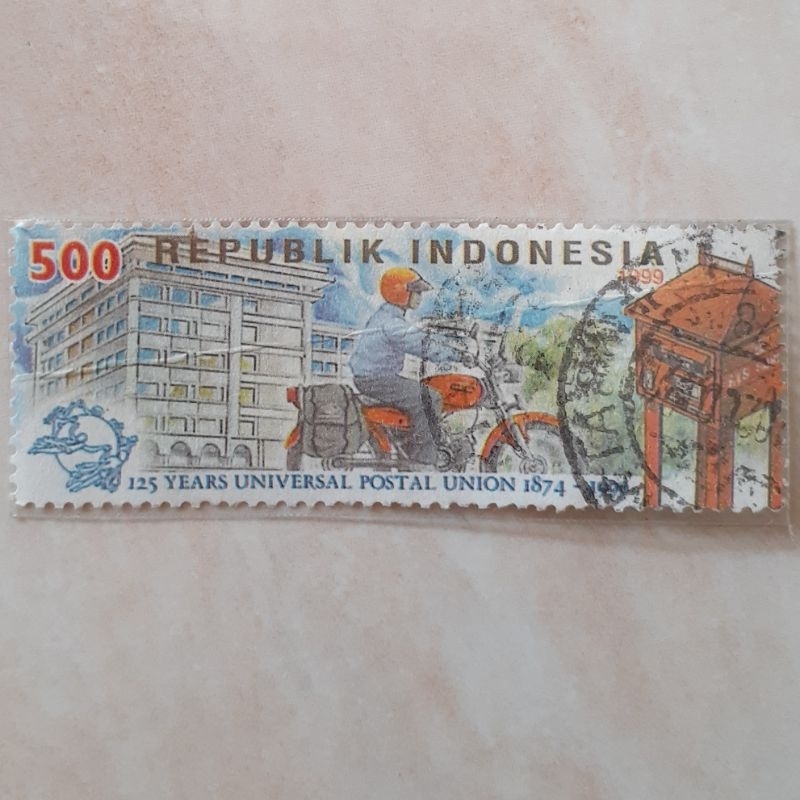 500 REPUBLIK INDONESIA
1999
125 YEARS UNIVERSAL POSTAL UNION 1874 -